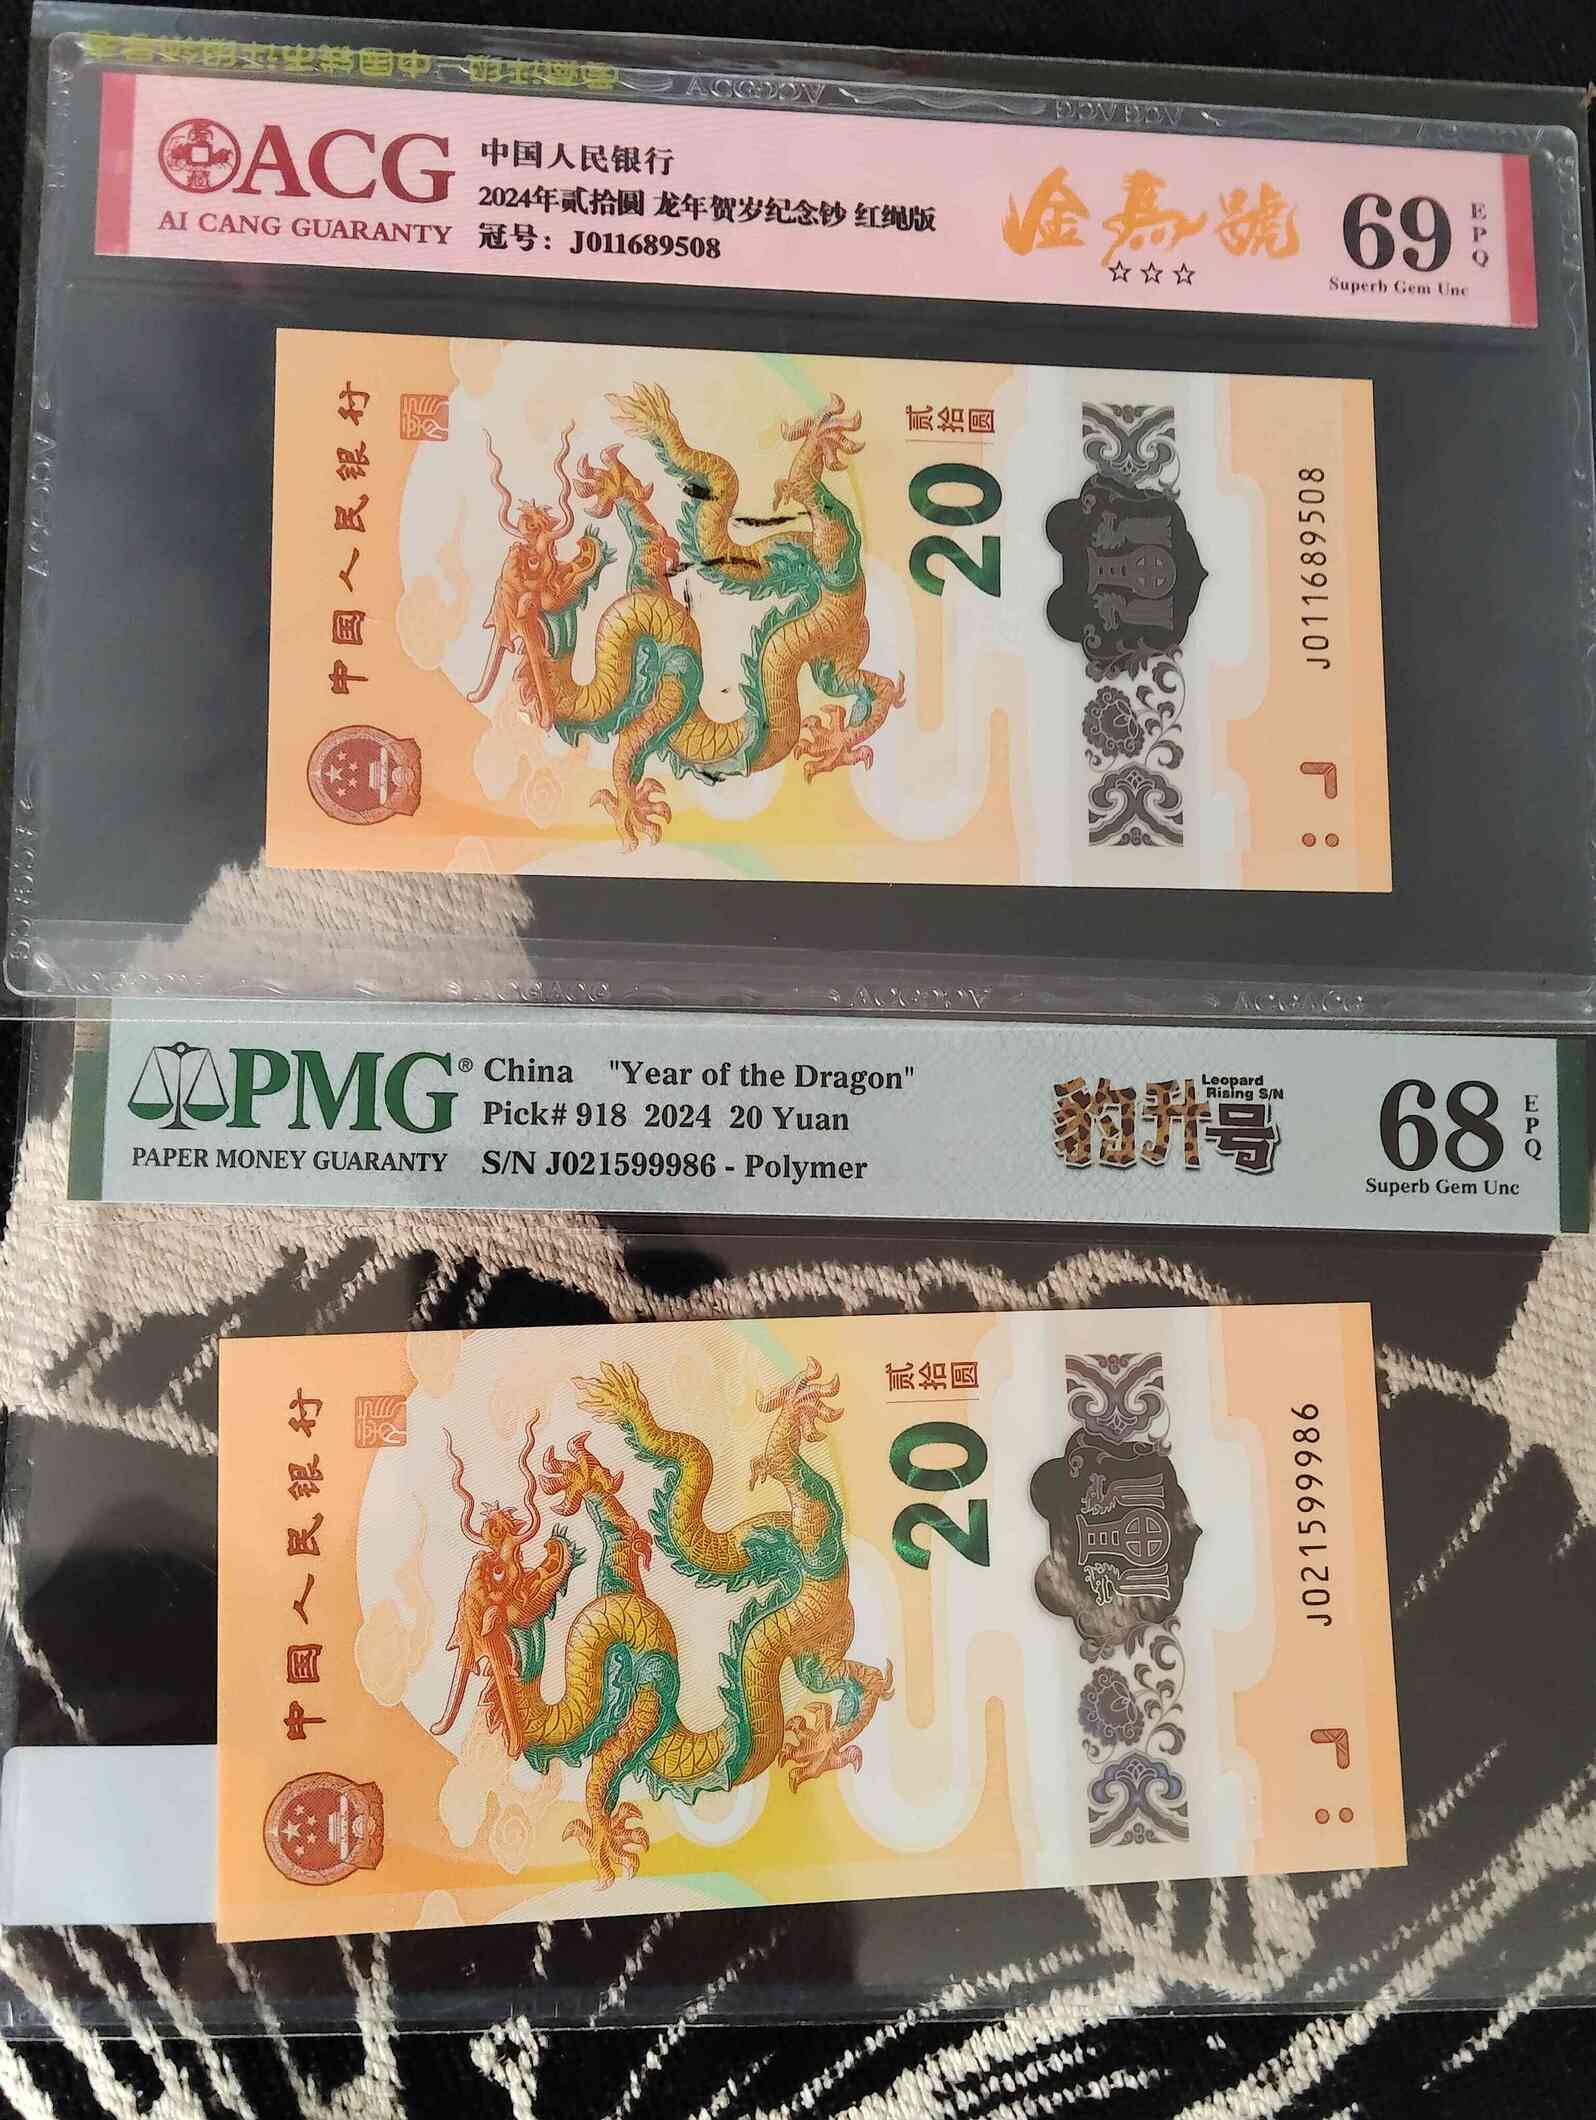 ACG
AI CANG GUARANTY
中国人民银行
2024年貳拾圓 龙年贺岁纪念钞 红绳版
冠号：J011689508
金馬號
☆☆☆
69
EPQ
Superb Gem Unc
中国人民银行
贰拾圆
20
J011689508
PMG®
PAPER MONEY GUARANTY
China "Year of the Dragon"
Pick# 918 2024 20 Yuan
S/N J021599986 - Polymer
豹升号
Leopard
Rising S/N
68
EPQ
Superb Gem Unc
中国人民银行
贰拾圆
20
J021599986